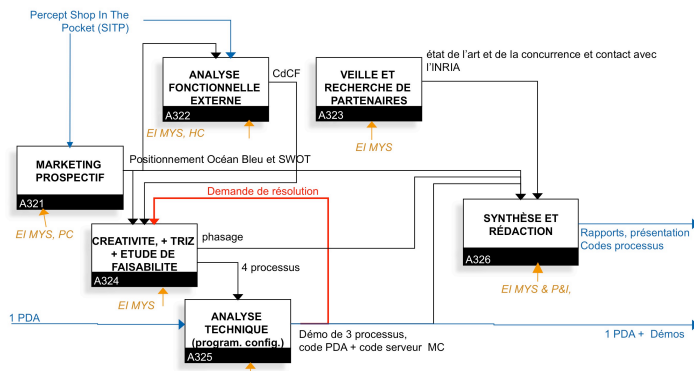 Percept Shop In The
Pocket (SITP)
ANALYSE
FONCTIONNELLE
EXTERNE
A322
CdCF
EI MYS, HC
VEILLE ET
RECHERCHE DE
PARTENAIRES
A323
EI MYS
état de l'art et de la concurrence et contact avec
l'INRIA
MARKETING
PROSPECTIF
A321
EI MYS, PC
Positionnement Océan Bleu et SWOT
Demande de résolution
CREATIVITE, + TRIZ
+ ETUDE DE
FAISABILITE
A324
EI MYS
phasage
4 processus
SYNTHÈSE ET
RÉDACTION
A326
EI MYS & P&I,
Rapports, présentation
Codes processus
1 PDA
ANALYSE
TECHNIQUE
(program. config.)
A325
Démo de 3 processus,
code PDA + code serveur MC
1 PDA + Démos